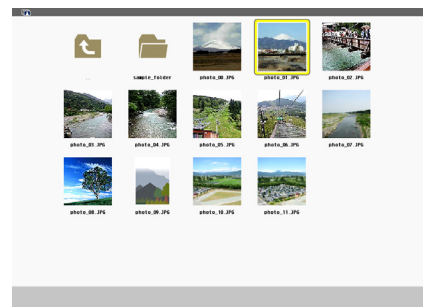 ..
sample_folder
photo_00.JPG
photo_01.JPG
photo_02.JPG
photo_03.JPG
photo_04.JPG
photo_05.JPG
photo_06.JPG
photo_07.JPG
photo_08.JPG
photo_09.JPG
photo_10.JPG
photo_11.JPG